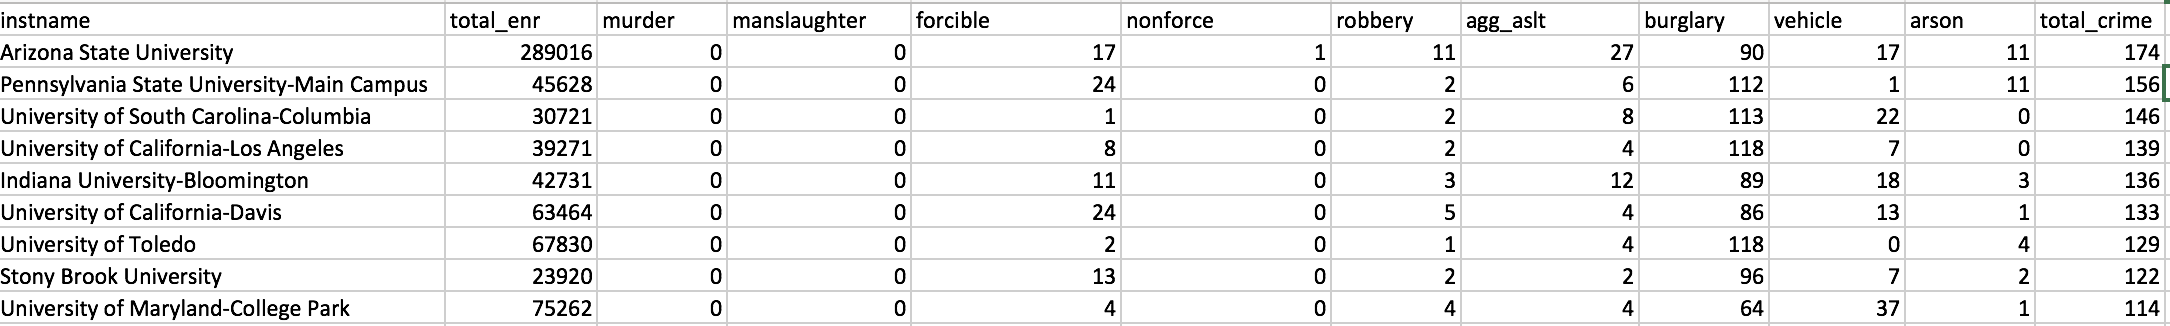 instname total_enr murder manslaughter forcible nonforce robbery agg_aslt burglary vehicle arson total_crime
Arizona State University 289016 0 0 17 1 11 27 90 17 11 174
Pennsylvania State University-Main Campus 45628 0 0 24 0 2 6 112 1 11 156
University of South Carolina-Columbia 30721 0 0 1 0 2 8 113 22 0 146
University of California-Los Angeles 39271 0 0 8 0 2 4 118 7 0 139
Indiana University-Bloomington 42731 0 0 11 0 3 12 89 18 3 136
University of California-Davis 63464 0 0 24 0 5 4 86 13 1 133
University of Toledo 67830 0 0 2 0 1 4 118 0 4 129
Stony Brook University 23920 0 0 13 0 2 2 96 7 2 122
University of Maryland-College Park 75262 0 0 4 0 4 4 64 37 1 114